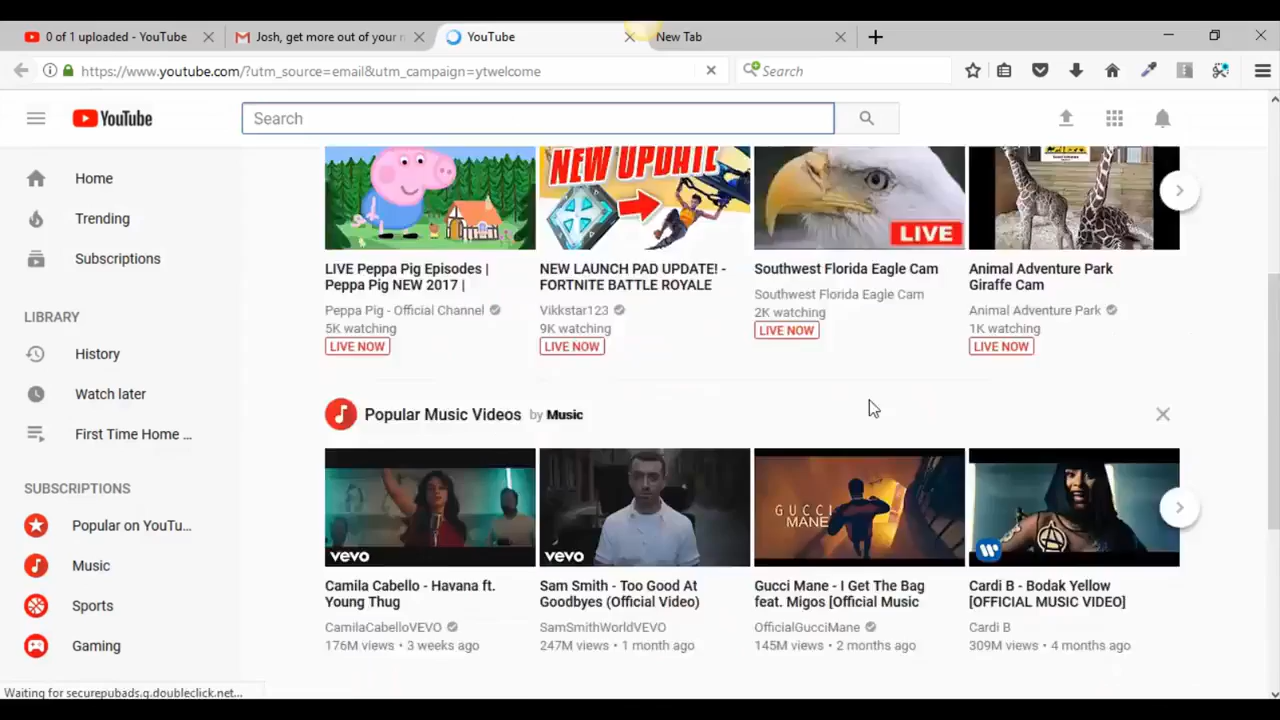 0 of 1 uploaded - YouTube
Josh, get more out of your n
YouTube
New Tab
https://www.youtube.com/?utm_source=email&utm_campaign=ytwelcome
Search
YouTube
Search
Home
Trending
Subscriptions
LIBRARY
History
Watch later
First Time Home ...
SUBSCRIPTIONS
Popular on YouTu...
Music
Sports
Gaming
NEW UPDATE
LIVE
LIVE Peppa Pig Episodes |
Peppa Pig NEW 2017 |
Peppa Pig - Official Channel
5K watching
LIVE NOW
NEW LAUNCH PAD UPDATE! -
FORTNITE BATTLE ROYALE
Vikkstar123
9K watching
LIVE NOW
Southwest Florida Eagle Cam
Southwest Florida Eagle Cam
2K watching
LIVE NOW
Animal Adventure Park
Giraffe Cam
Animal Adventure Park
1K watching
LIVE NOW
Popular Music Videos by Music
vevo
vevo
GUCCI
MANE
Camila Cabello - Havana ft.
Young Thug
CamilaCabelloVEVO
176M views • 3 weeks ago
Sam Smith - Too Good At
Goodbyes (Official Video)
SamSmithWorldVEVO
247M views • 1 month ago
Gucci Mane - I Get The Bag
feat. Migos [Official Music
OfficialGucciMane
145M views • 2 months ago
Cardi B - Bodak Yellow
[OFFICIAL MUSIC VIDEO]
Cardi B
309M views • 4 months ago
Waiting for securepubads.g.doubleclick.net...